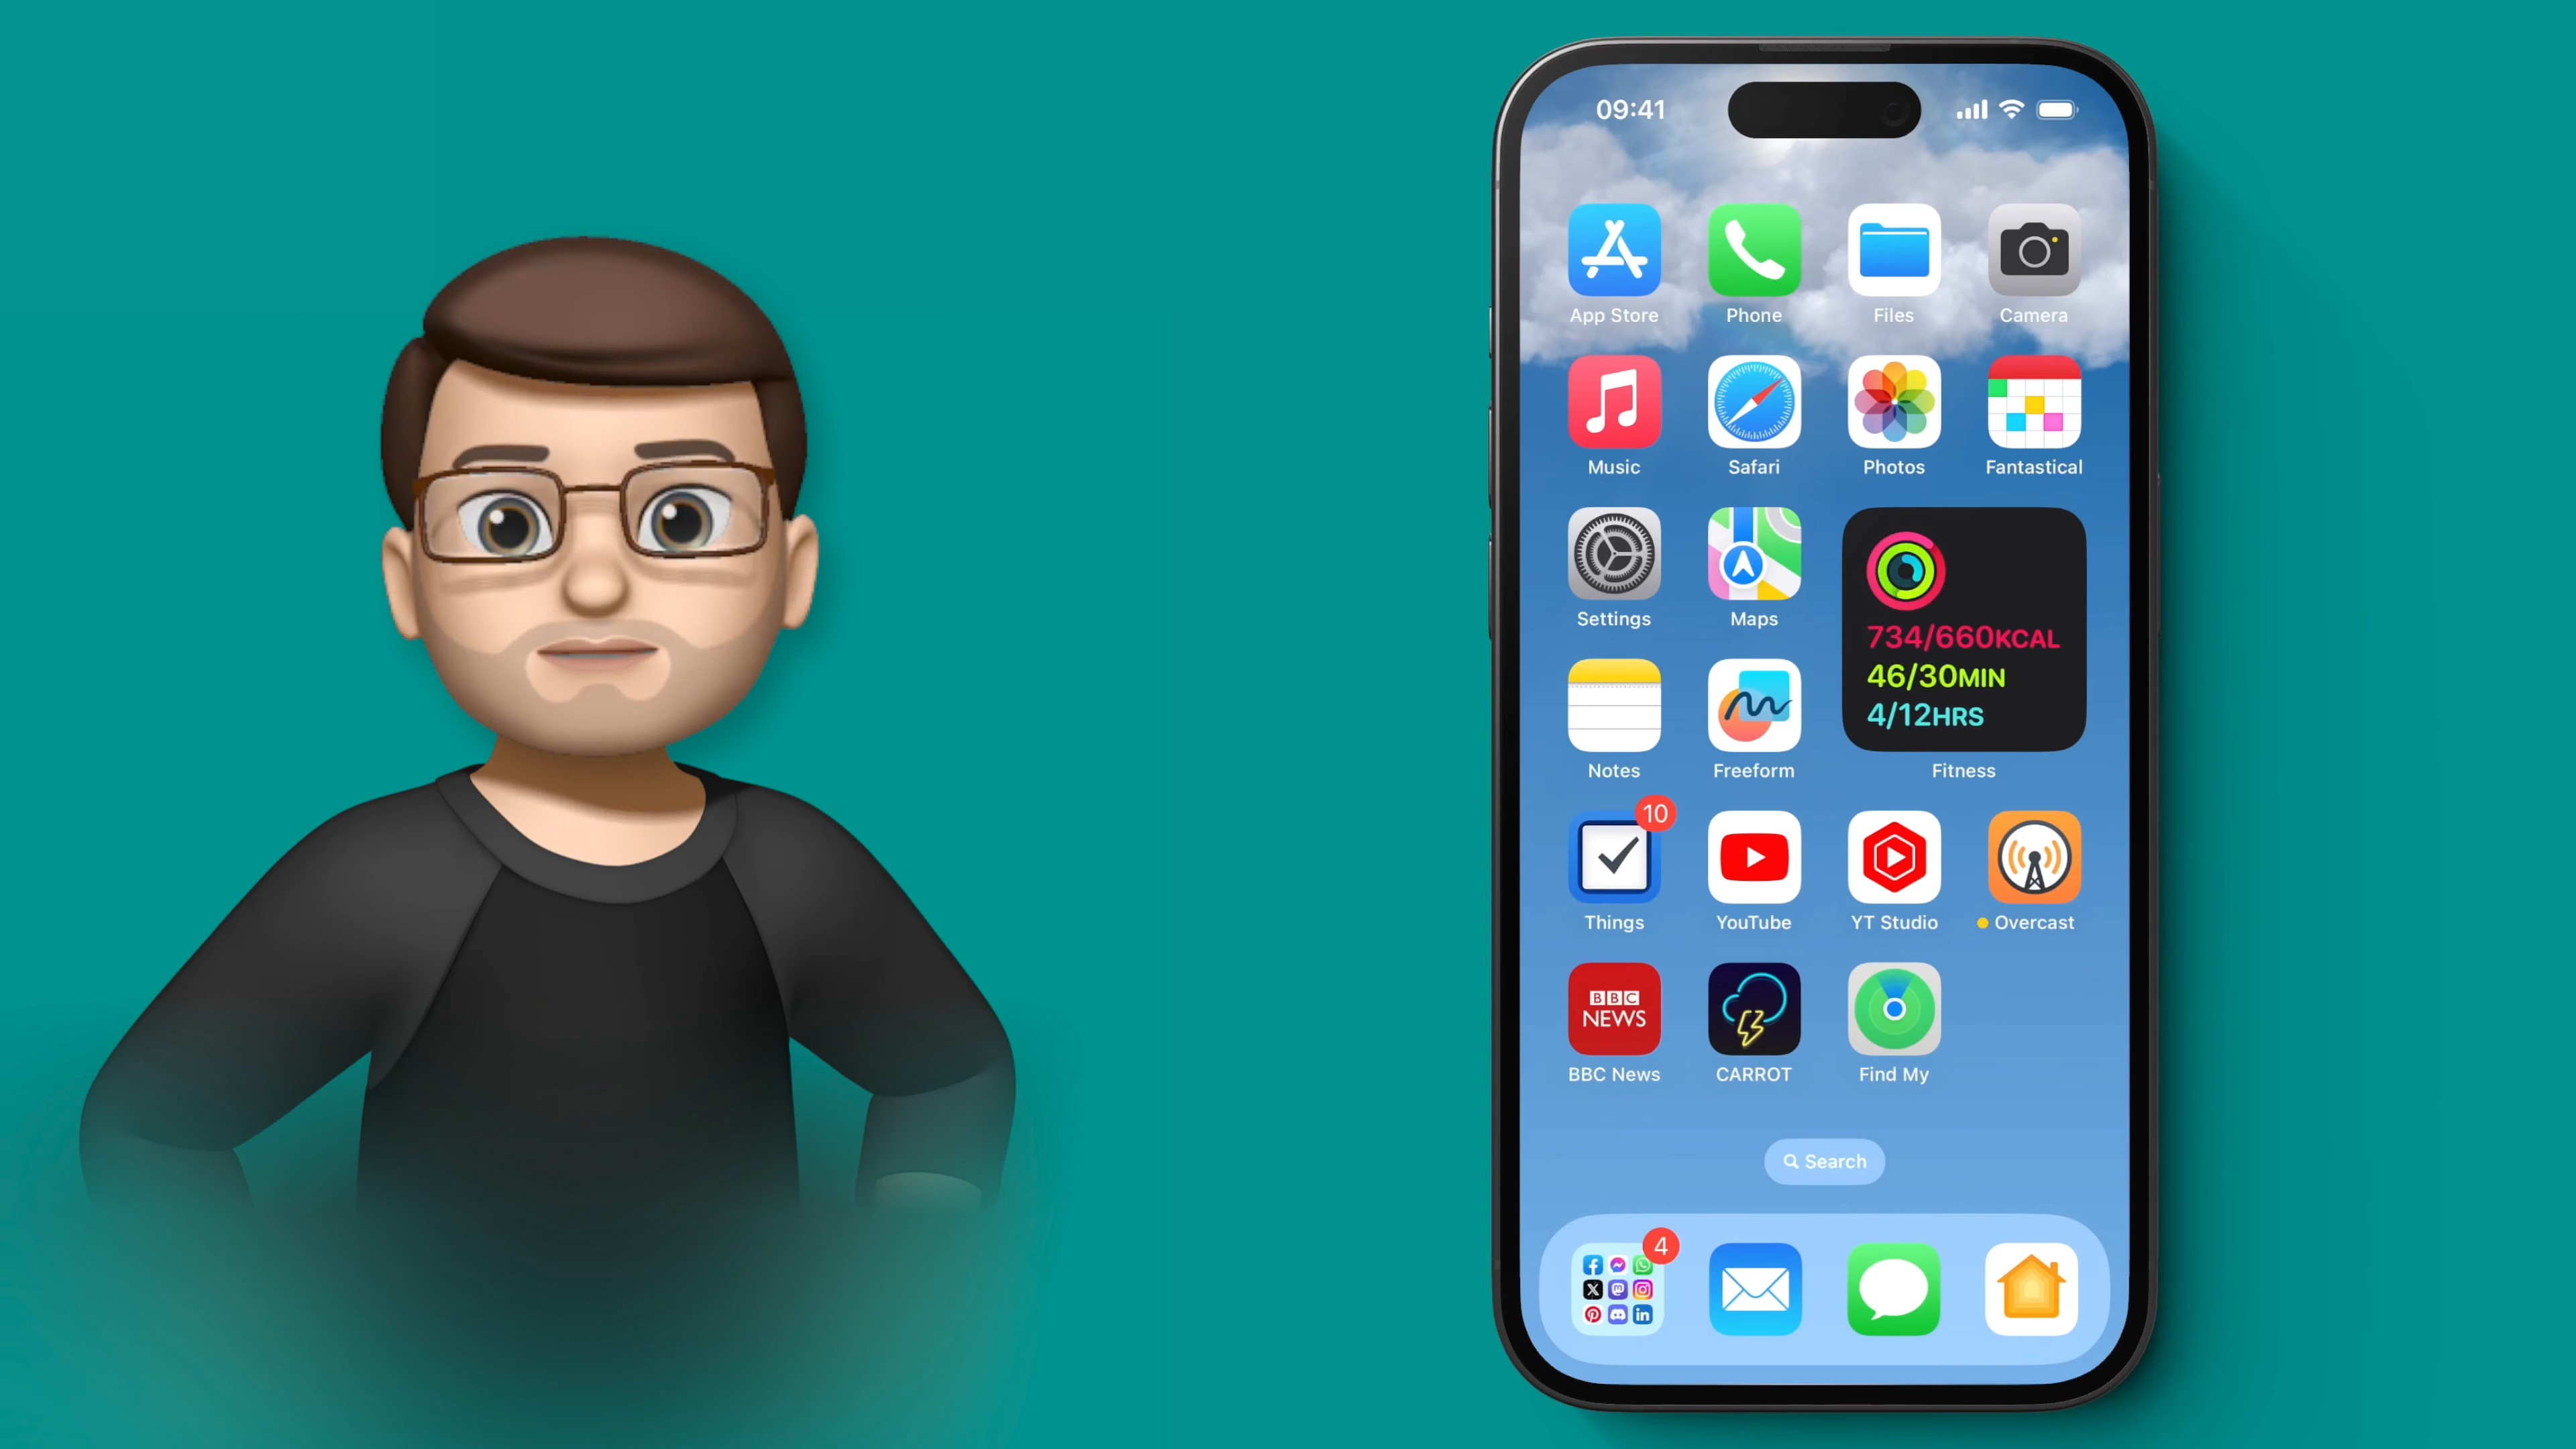 09:41
App Store
Phone
Files
Camera
Music
Safari
Photos
Fantastical
Settings
Maps
734/660KCAL
46/30MIN
4/12HRS
Notes
Freeform
Fitness
10
Things
YouTube
YT Studio
Overcast
BBC
NEWS
BBC News
CARROT
Find My
Search
4